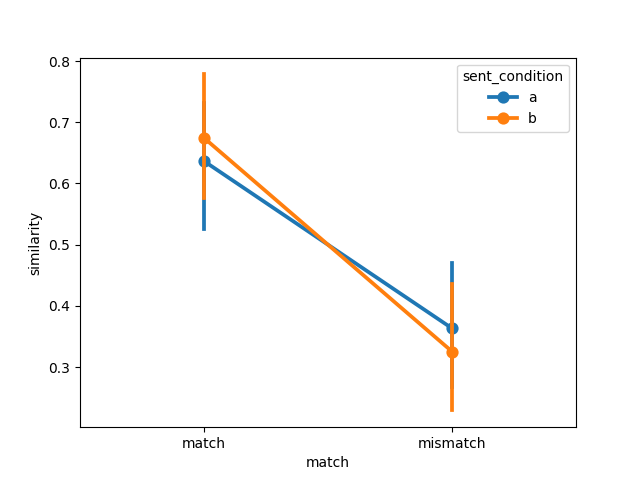 0.8
0.7
0.6
0.5
0.4
0.3
similarity
sent_condition
a
b
match
mismatch
match